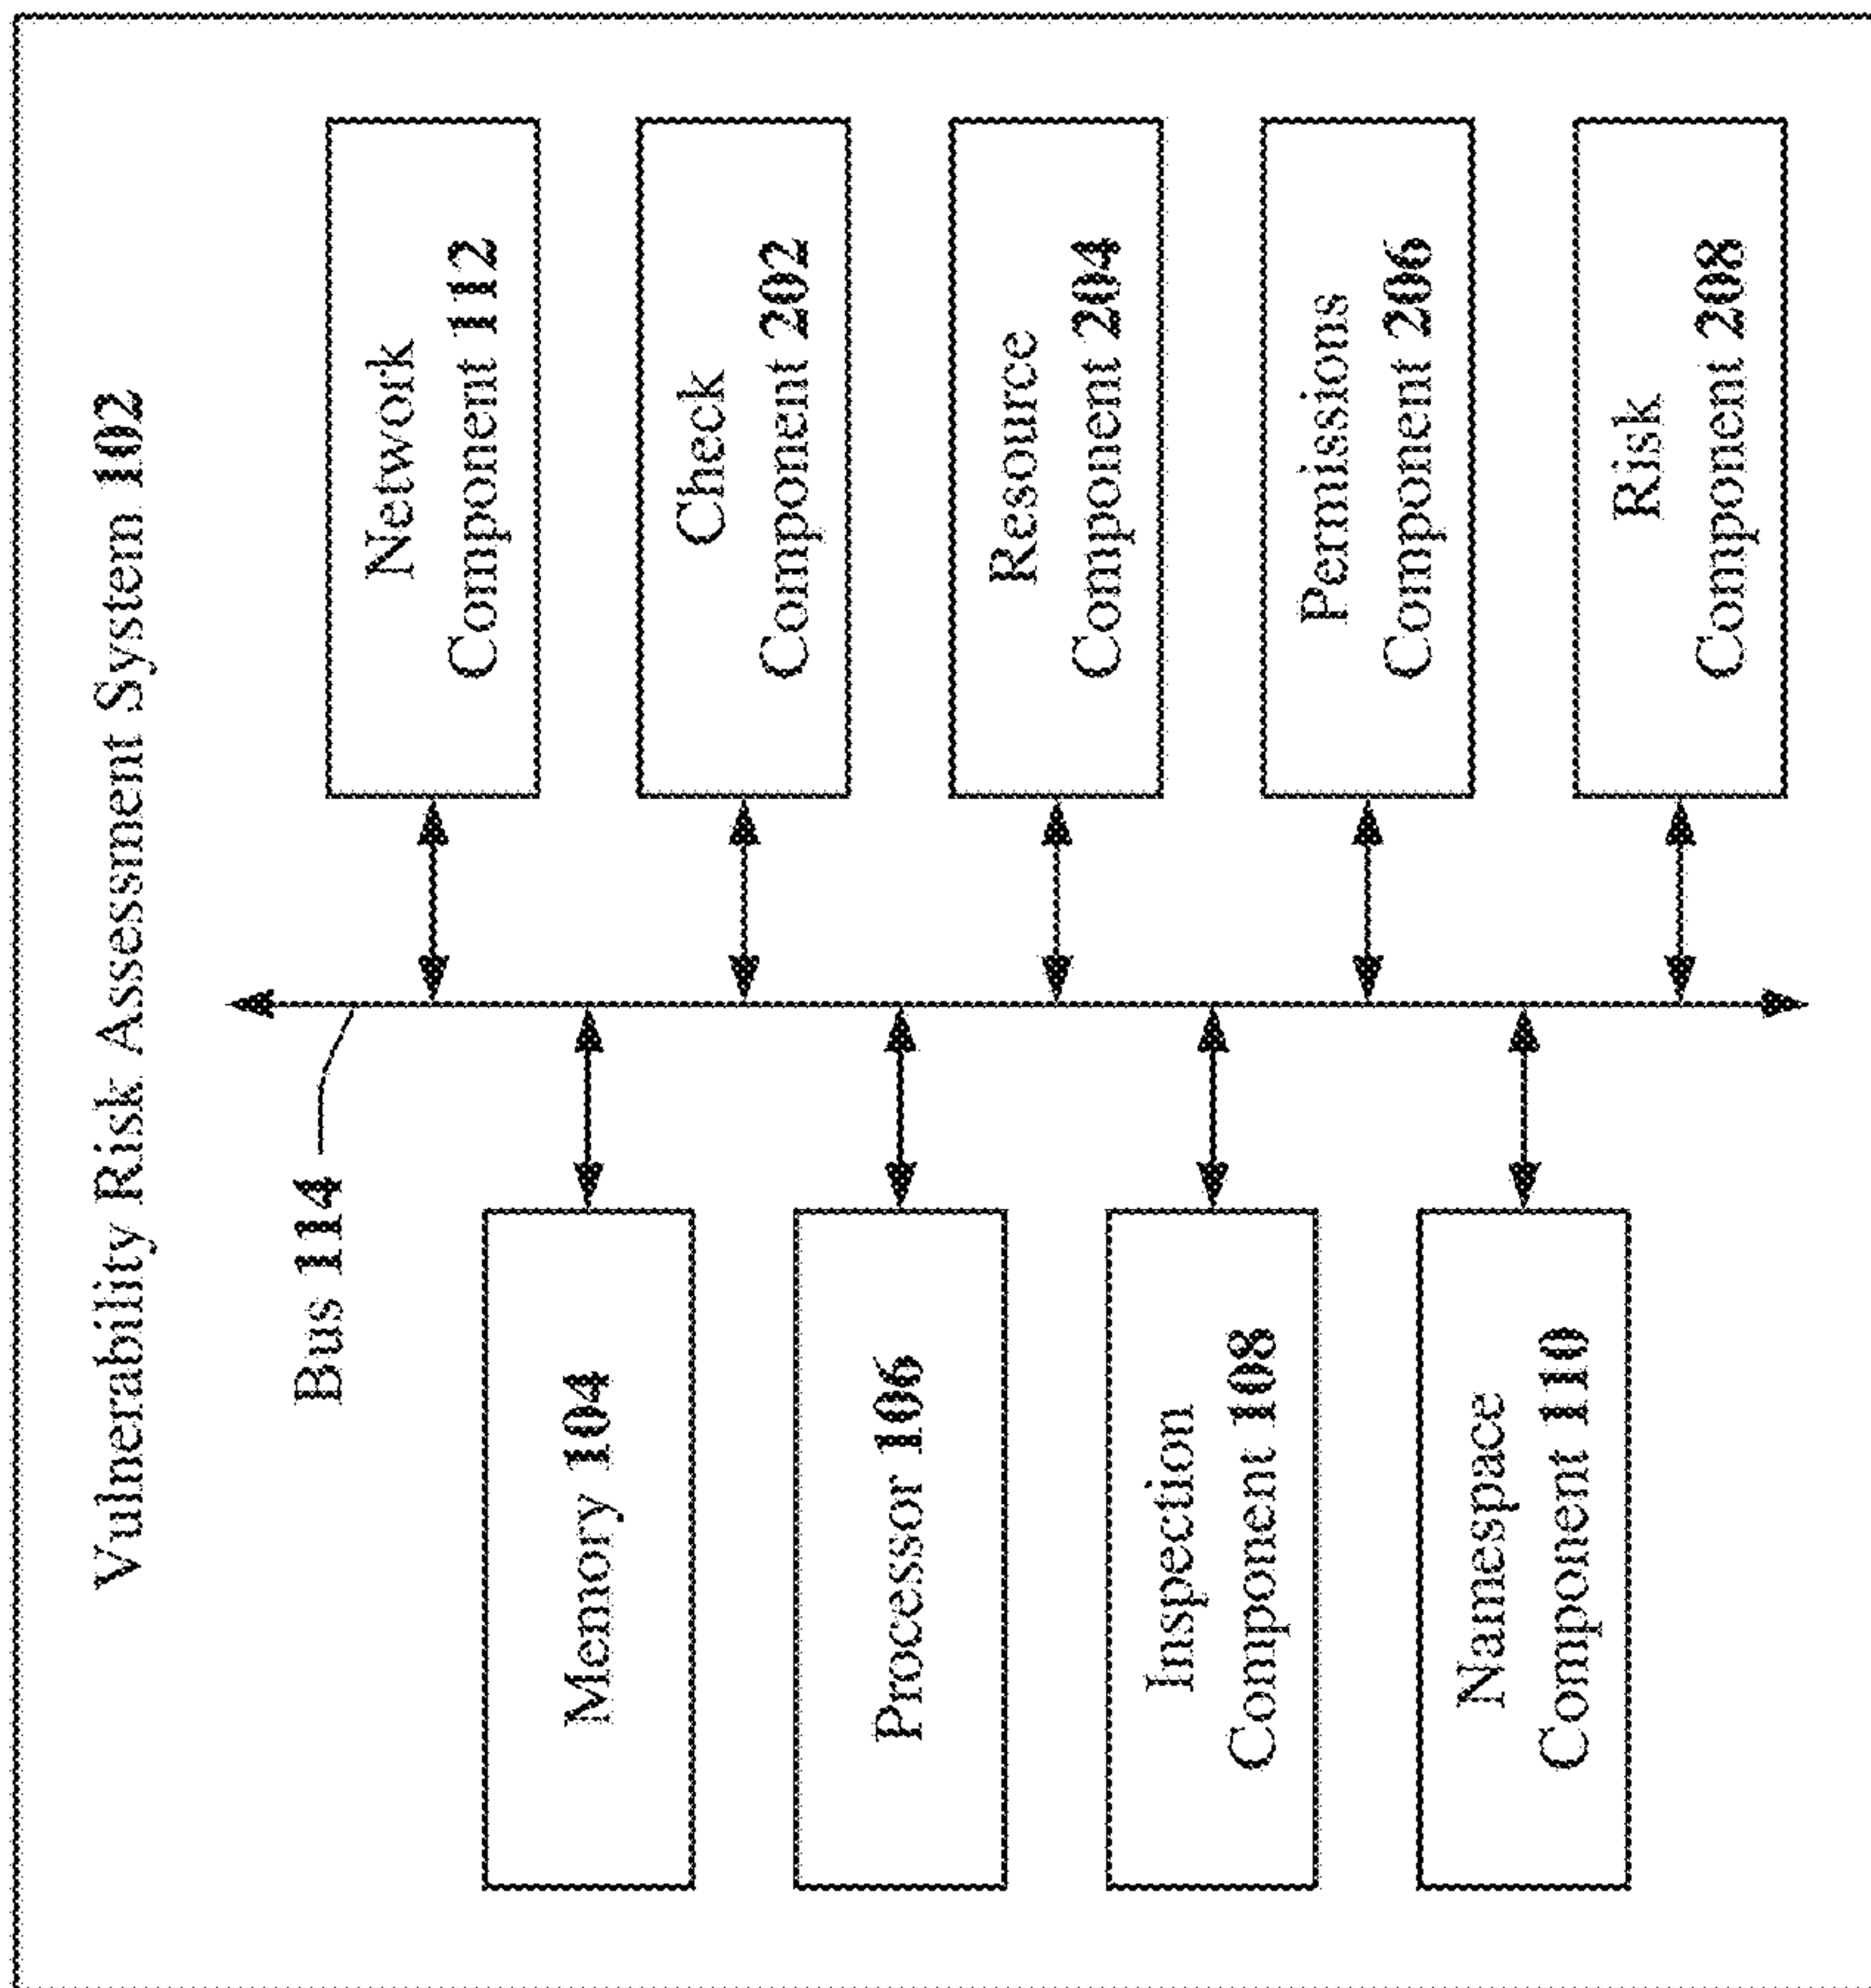 Vulnerability Risk Assessment System 102
Bus 114
Memory 104
Processor 106
Inspection
Component 108
Namespace
Component 110
Network
Component 112
Check
Component 202
Resource
Component 204
Permissions
Component 206
Risk
Component 208